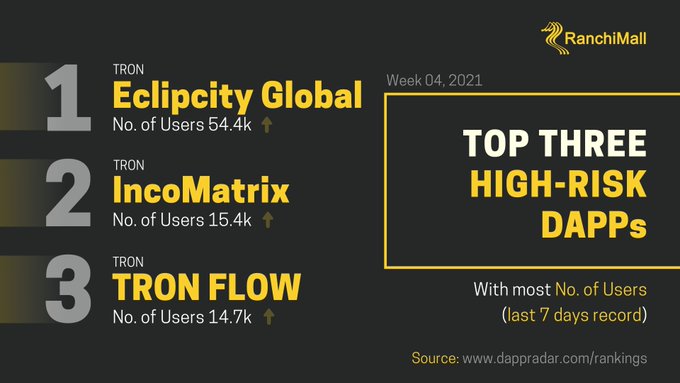 RanchiMall
1
TRON
Eclipcity Global
No. of Users 54.4k
2
TRON
IncoMatrix
No. of Users 15.4k
3
TRON
TRON FLOW
No. of Users 14.7k
Week 04, 2021
TOP THREE
HIGH-RISK
DAPPs
With most No. of Users
(last 7 days record)
Source: www.dappradar.com/rankings